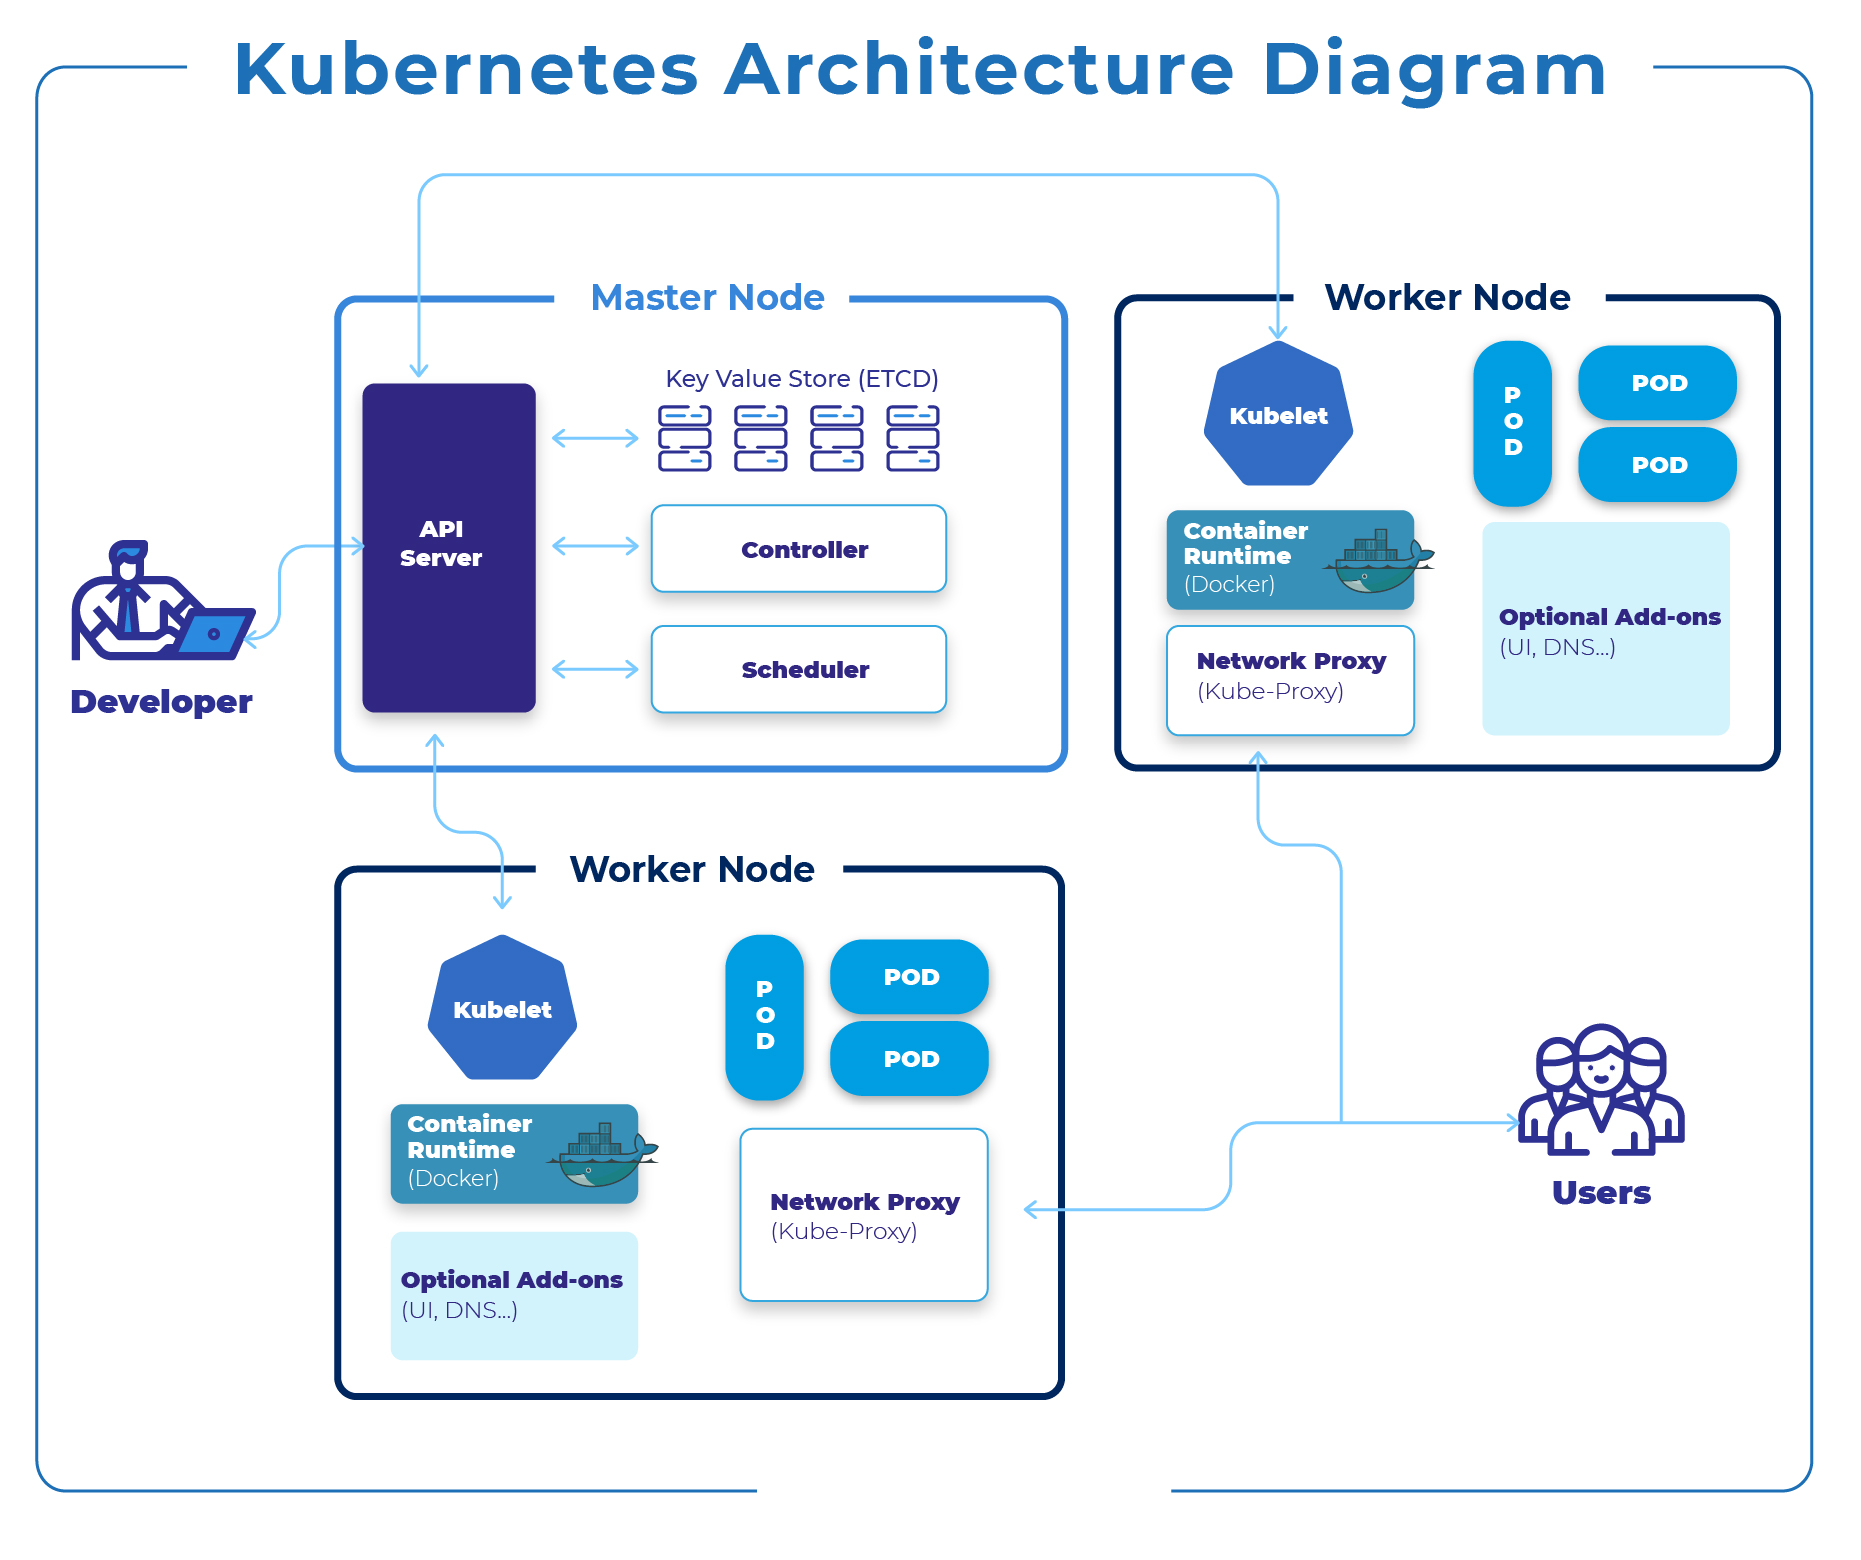 Kubernetes Architecture Diagram
Master Node
Key Value Store (ETCD)
API
Server
Controller
Scheduler
Developer
Worker Node
Kubelet
P
O
D
POD
POD
Container
Runtime
(Docker)
Optional Add-ons
(UI, DNS...)
Network Proxy
(Kube-Proxy)
Worker Node
Kubelet
P
O
D
POD
POD
Container
Runtime
(Docker)
Network Proxy
(Kube-Proxy)
Optional Add-ons
(UI, DNS...)
Users